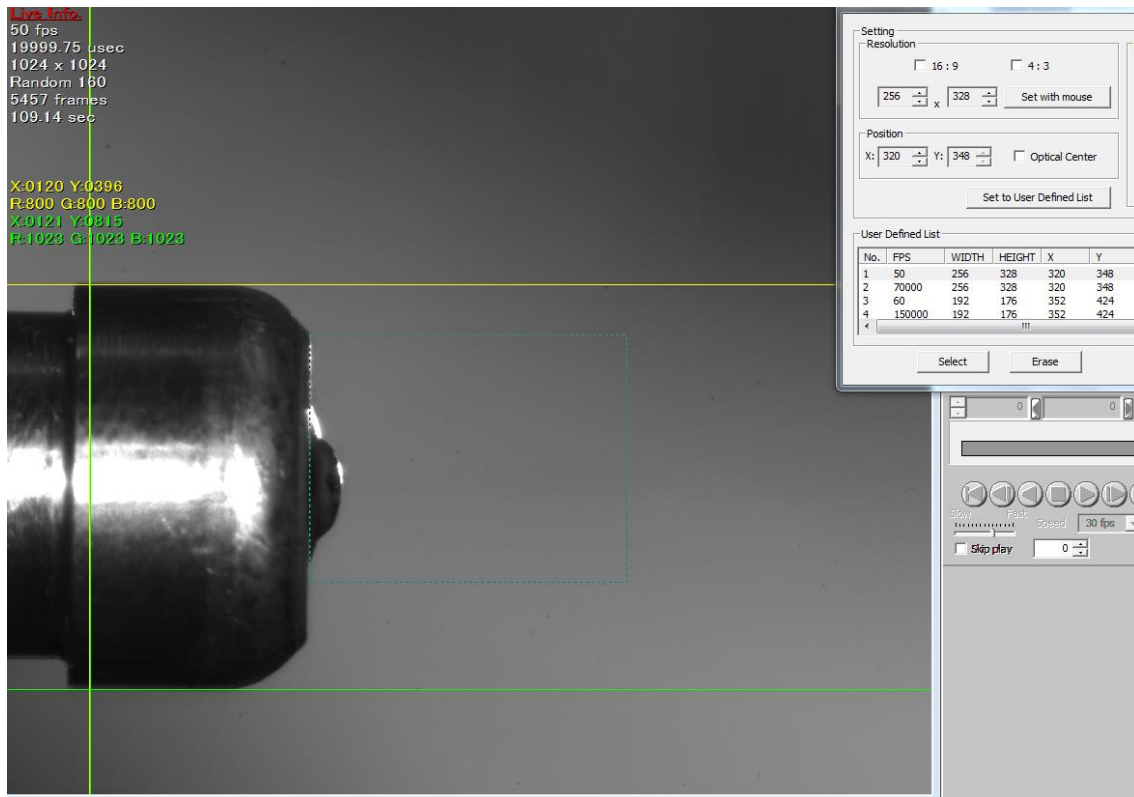 Live Info.
50 fps
19999.75 usec
1024 x 1024
Random 160
5457 frames
109.14 sec
X:0120 Y:0396
R:800 G:800 B:800
X:0121 Y:0815
R:1023 G:1023 B:1023
Setting
Resolution
16 : 9 4 : 3
256 x 328 Set with mouse
Position
X: 320 Y: 348 Optical Center
Set to User Defined List
User Defined List
No. FPS WIDTH HEIGHT X Y
1 50 256 328 320 348
2 70000 256 328 320 348
3 60 192 176 352 424
4 150000 192 176 352 424
Select Erase
0 0
Slow Fast Speed 30 fps
Skip play 0